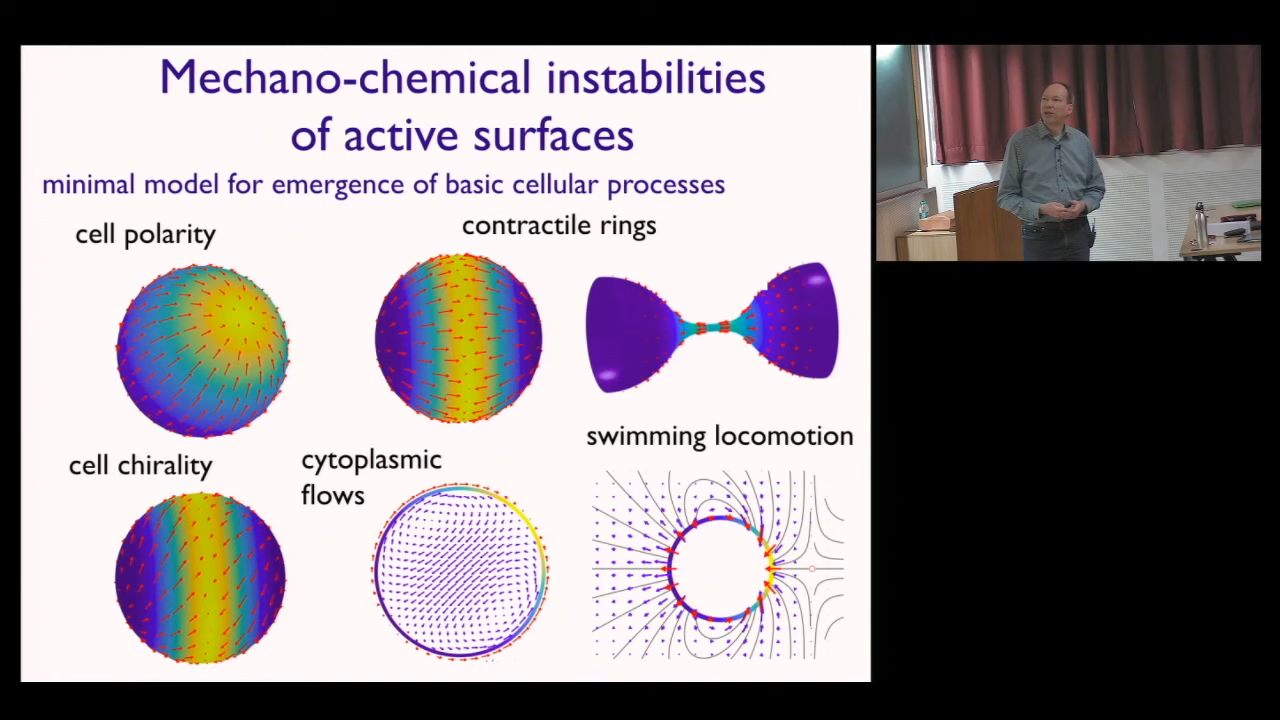 Mechano-chemical instabilities
of active surfaces
minimal model for emergence of basic cellular processes
cell polarity
contractile rings
swimming locomotion
cell chirality
cytoplasmic
flows